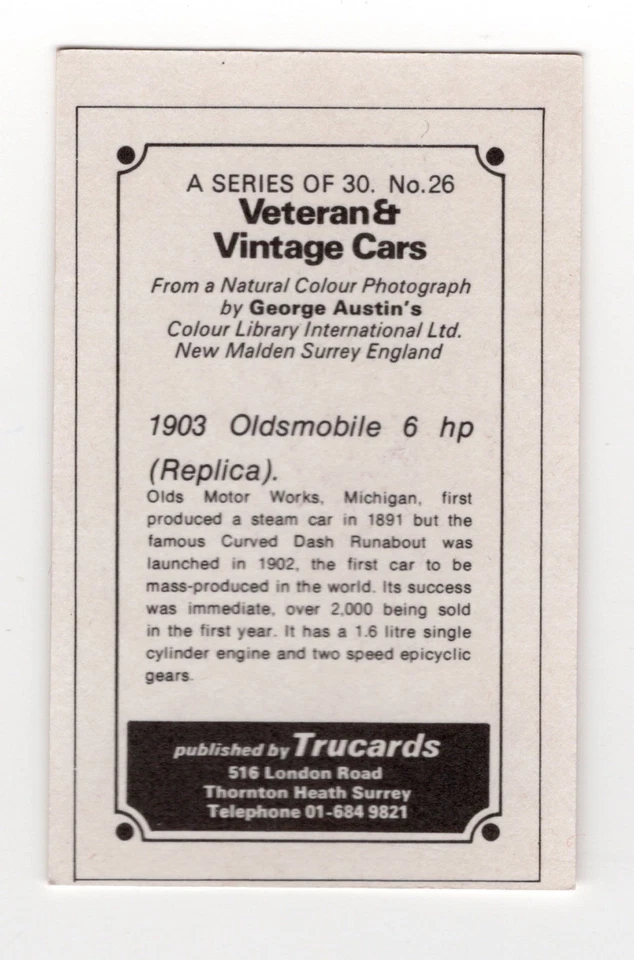 A SERIES OF 30. No.26
Veteran &
Vintage Cars
From a Natural Colour Photograph
by George Austin's
Colour Library International Ltd.
New Malden Surrey England
1903 Oldsmobile 6 hp
(Replica).
Olds Motor Works, Michigan, first
produced a steam car in 1891 but the
famous Curved Dash Runabout was
launched in 1902, the first car to be
mass-produced in the world. Its success
was immediate, over 2,000 being sold
in the first year. It has a 1.6 litre single
cylinder engine and two speed epicyclic
gears.
published by Trucards
516 London Road
Thornton Heath Surrey
Telephone 01-684 9821